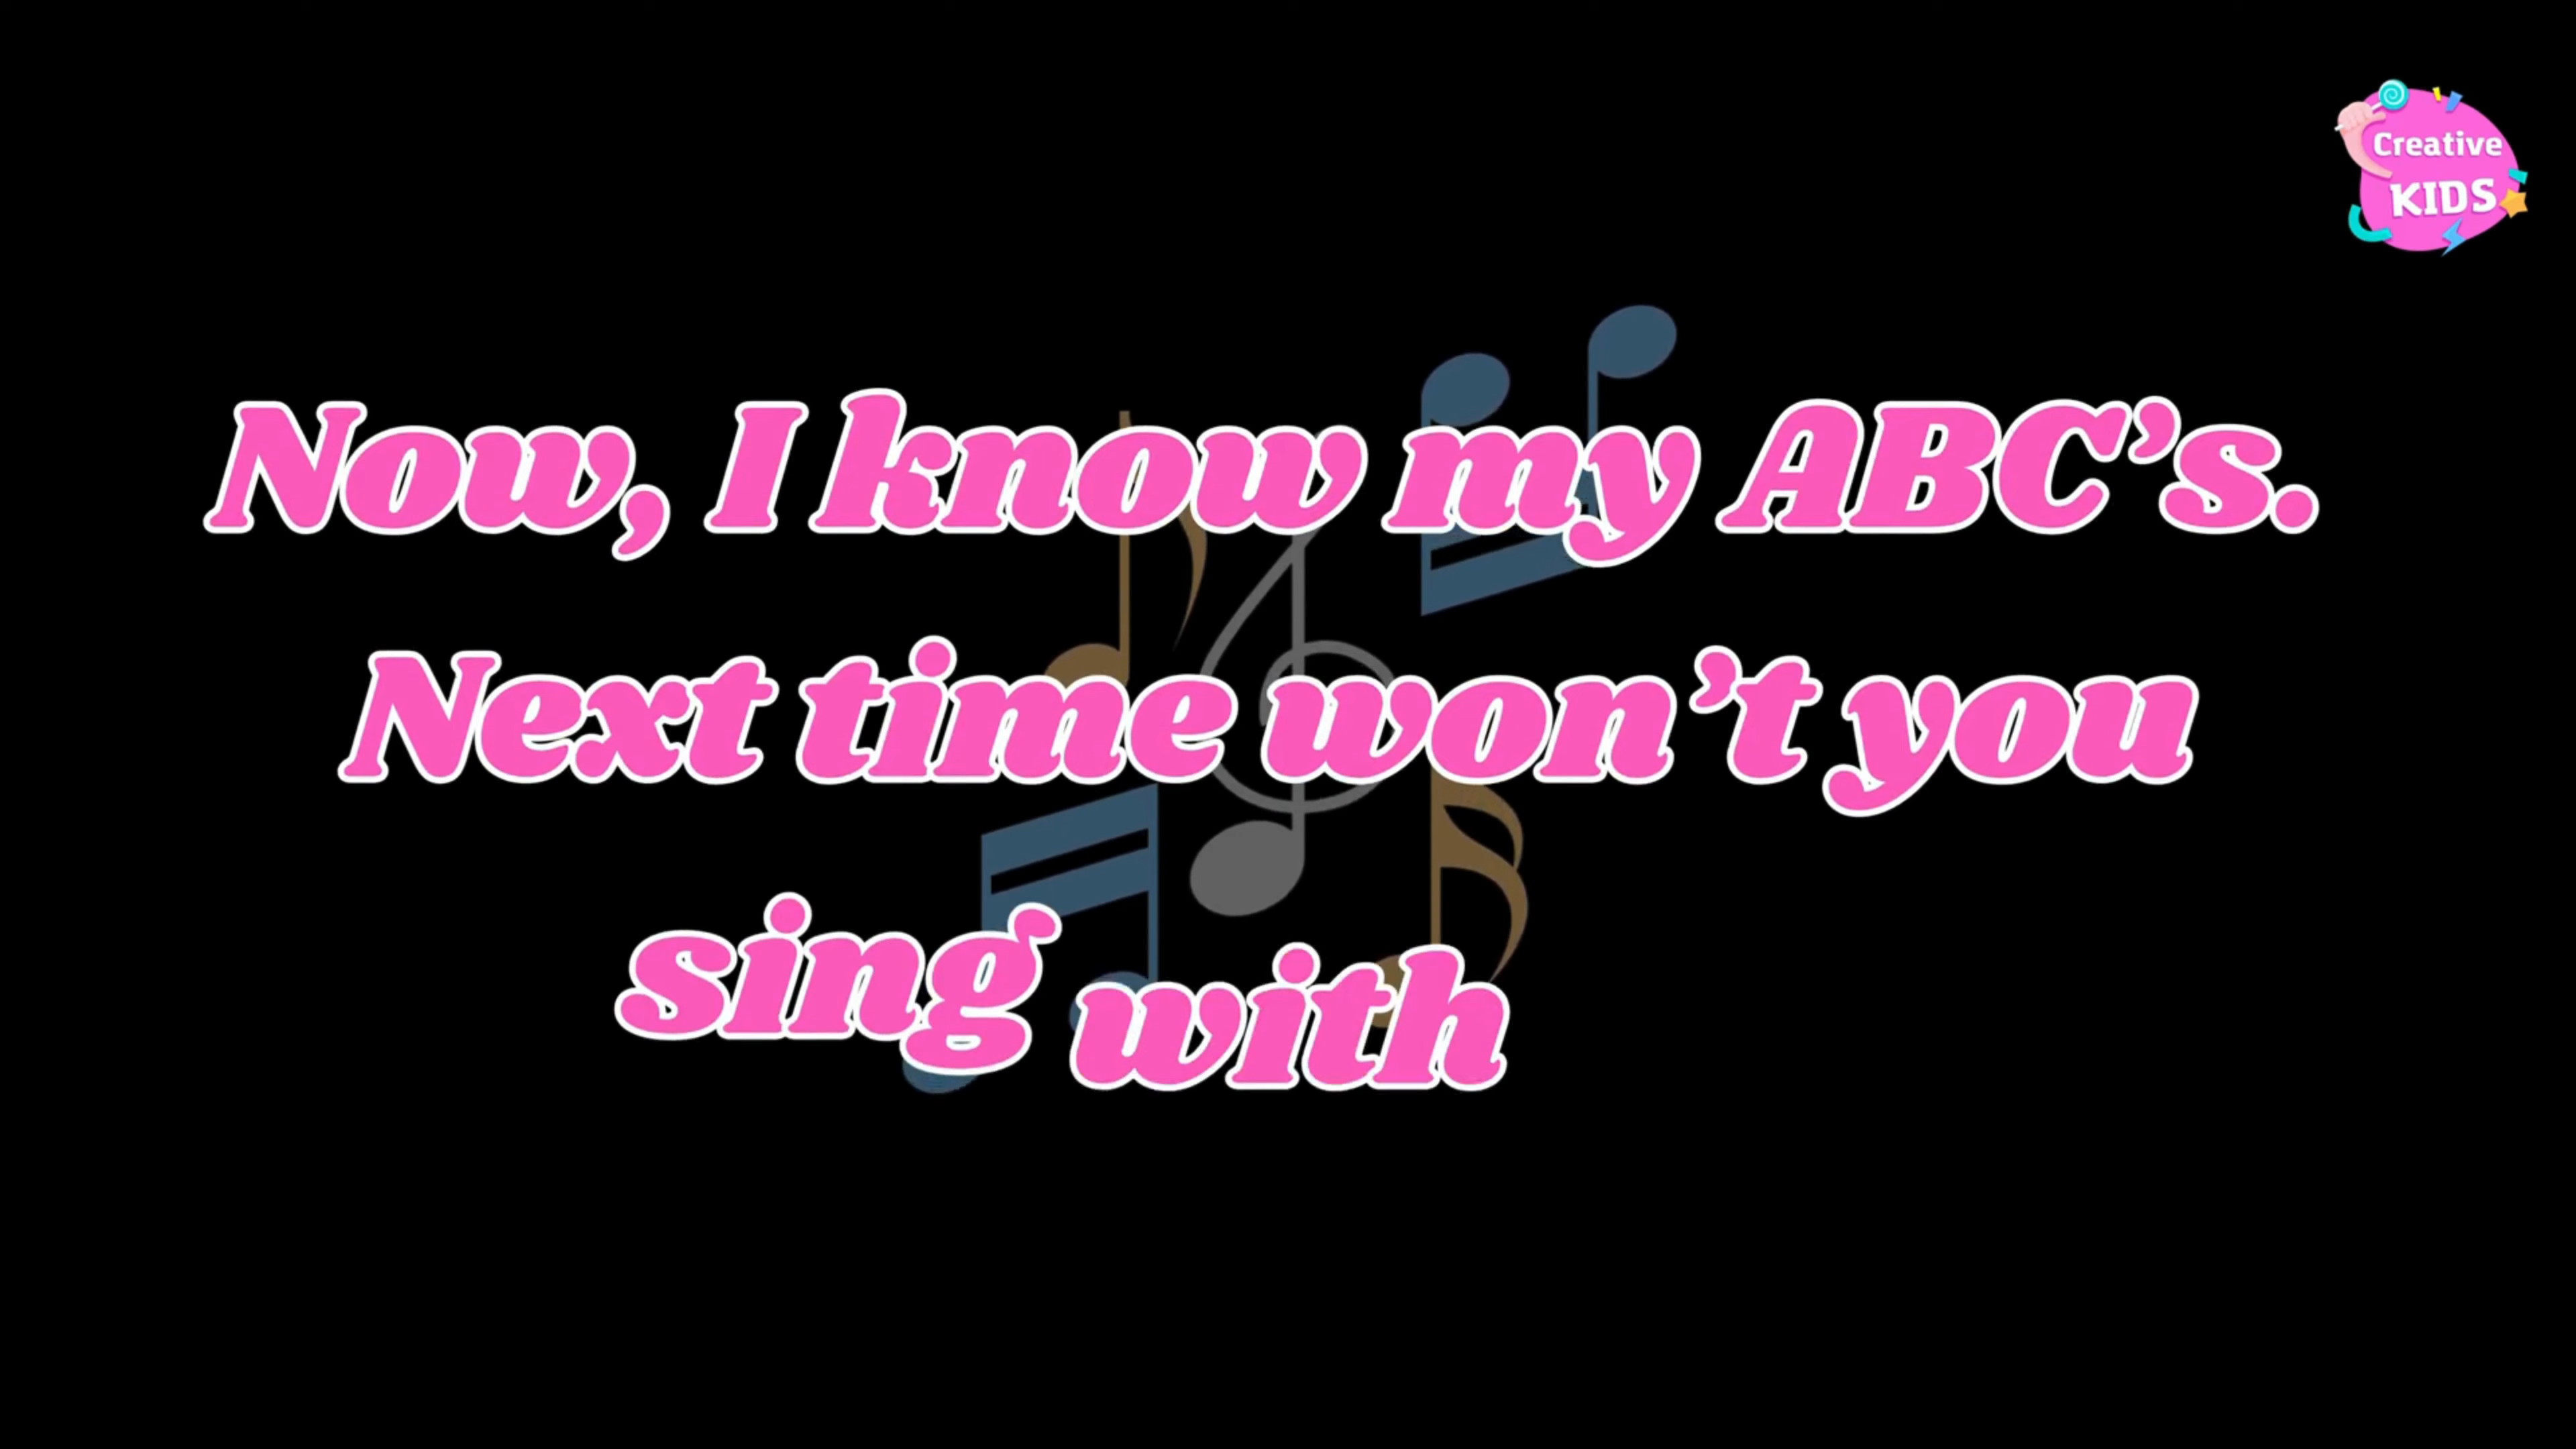 Creative
KIDS
Now, I know my ABC’s.
Next time won’t you
sing with